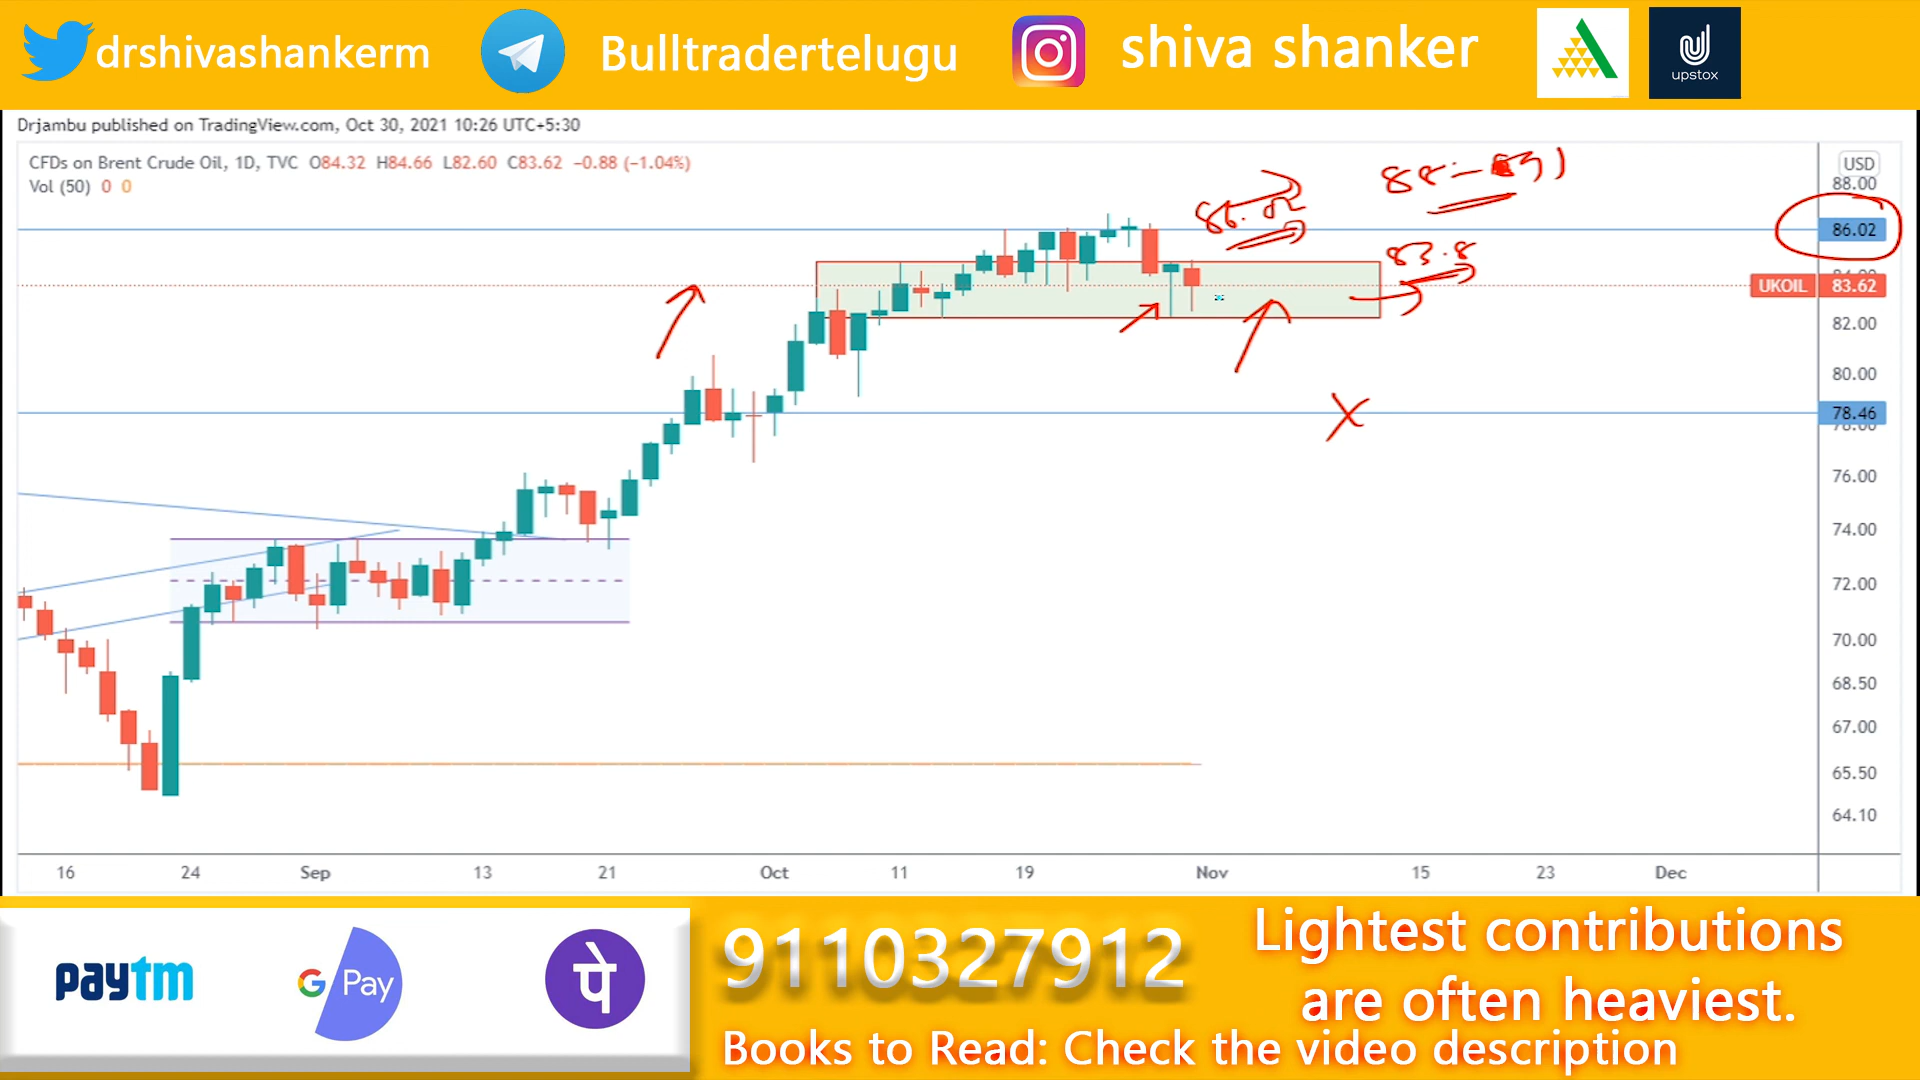 drshivashankerm
Bulltradertelugu
shiva shanker
upstox
Drjambu published on TradingView.com, Oct 30, 2021 10:26 UTC+5:30
CFDs on Brent Crude Oil, 1D, TVC O84.32 H84.66 L82.60 C83.62 −0.88 (−1.04%)
Vol (50) 0 0
USD
88.00
86.02
UKOIL 83.62
82.00
80.00
78.46
76.00
74.00
72.00
70.00
68.50
67.00
65.50
64.10
83.8
16 24 Sep 13 21 Oct 11 19 Nov 15 23 Dec
paytm
G Pay
पे
9110327912
Lightest contributions
are often heaviest.
Books to Read: Check the video description